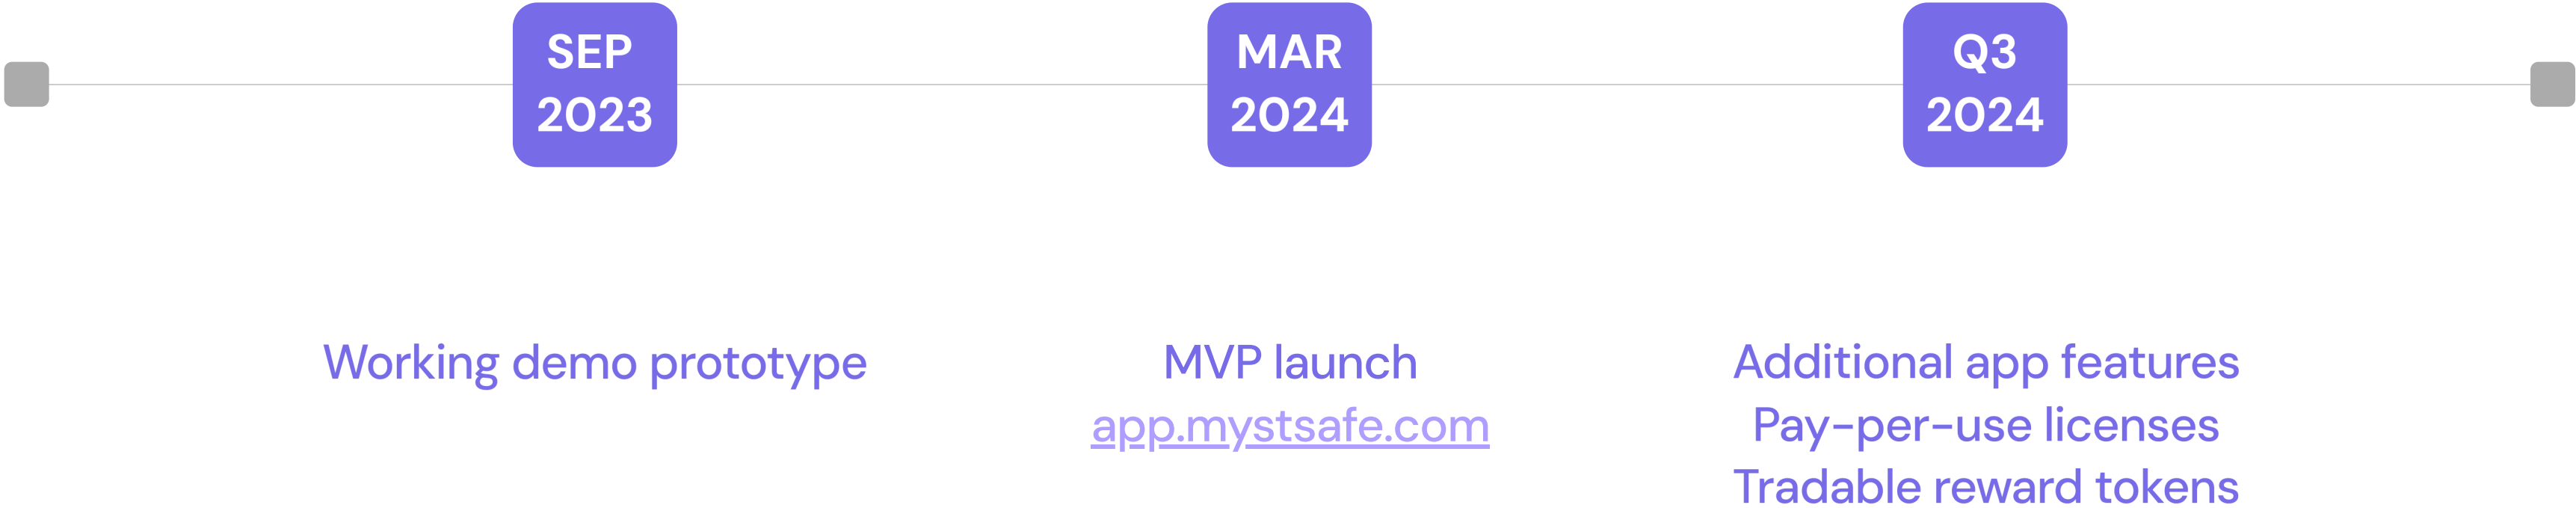 SEP
2023
MAR
2024
Q3
2024
Working demo prototype
MVP launch
app.mystsafe.com
Additional app features
Pay-per-use licenses
Tradable reward tokens